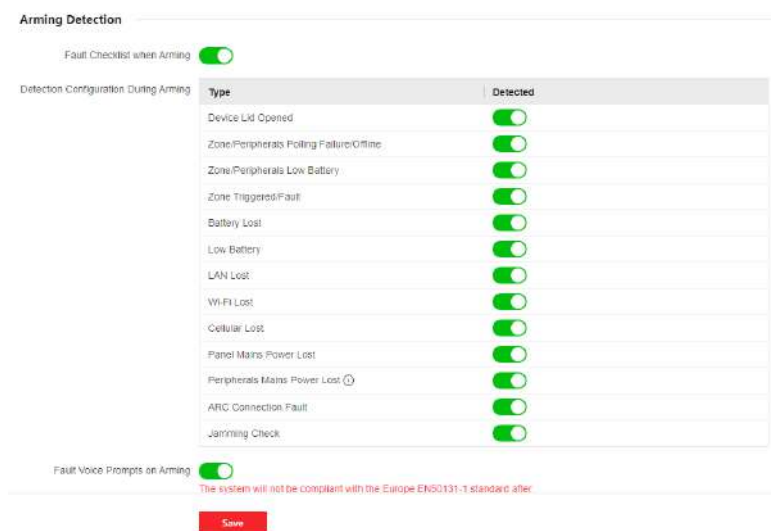 Arming Detection
Fault Checklist when Arming
Detection Configuration During Arming
Type Detected
Device Lid Opened
Zone/Peripherals Polling Failure/Offline
Zone/Peripherals Low Battery
Zone Triggered/Fault
Battery Lost
Low Battery
LAN Lost
Wi-Fi Lost
Cellular Lost
Panel Mains Power Lost
Peripherals Mains Power Lost
ARC Connection Fault
Jamming Check
Fault Voice Prompts on Arming
The system will not be compliant with the Europe EN50131-1 standard after
Save